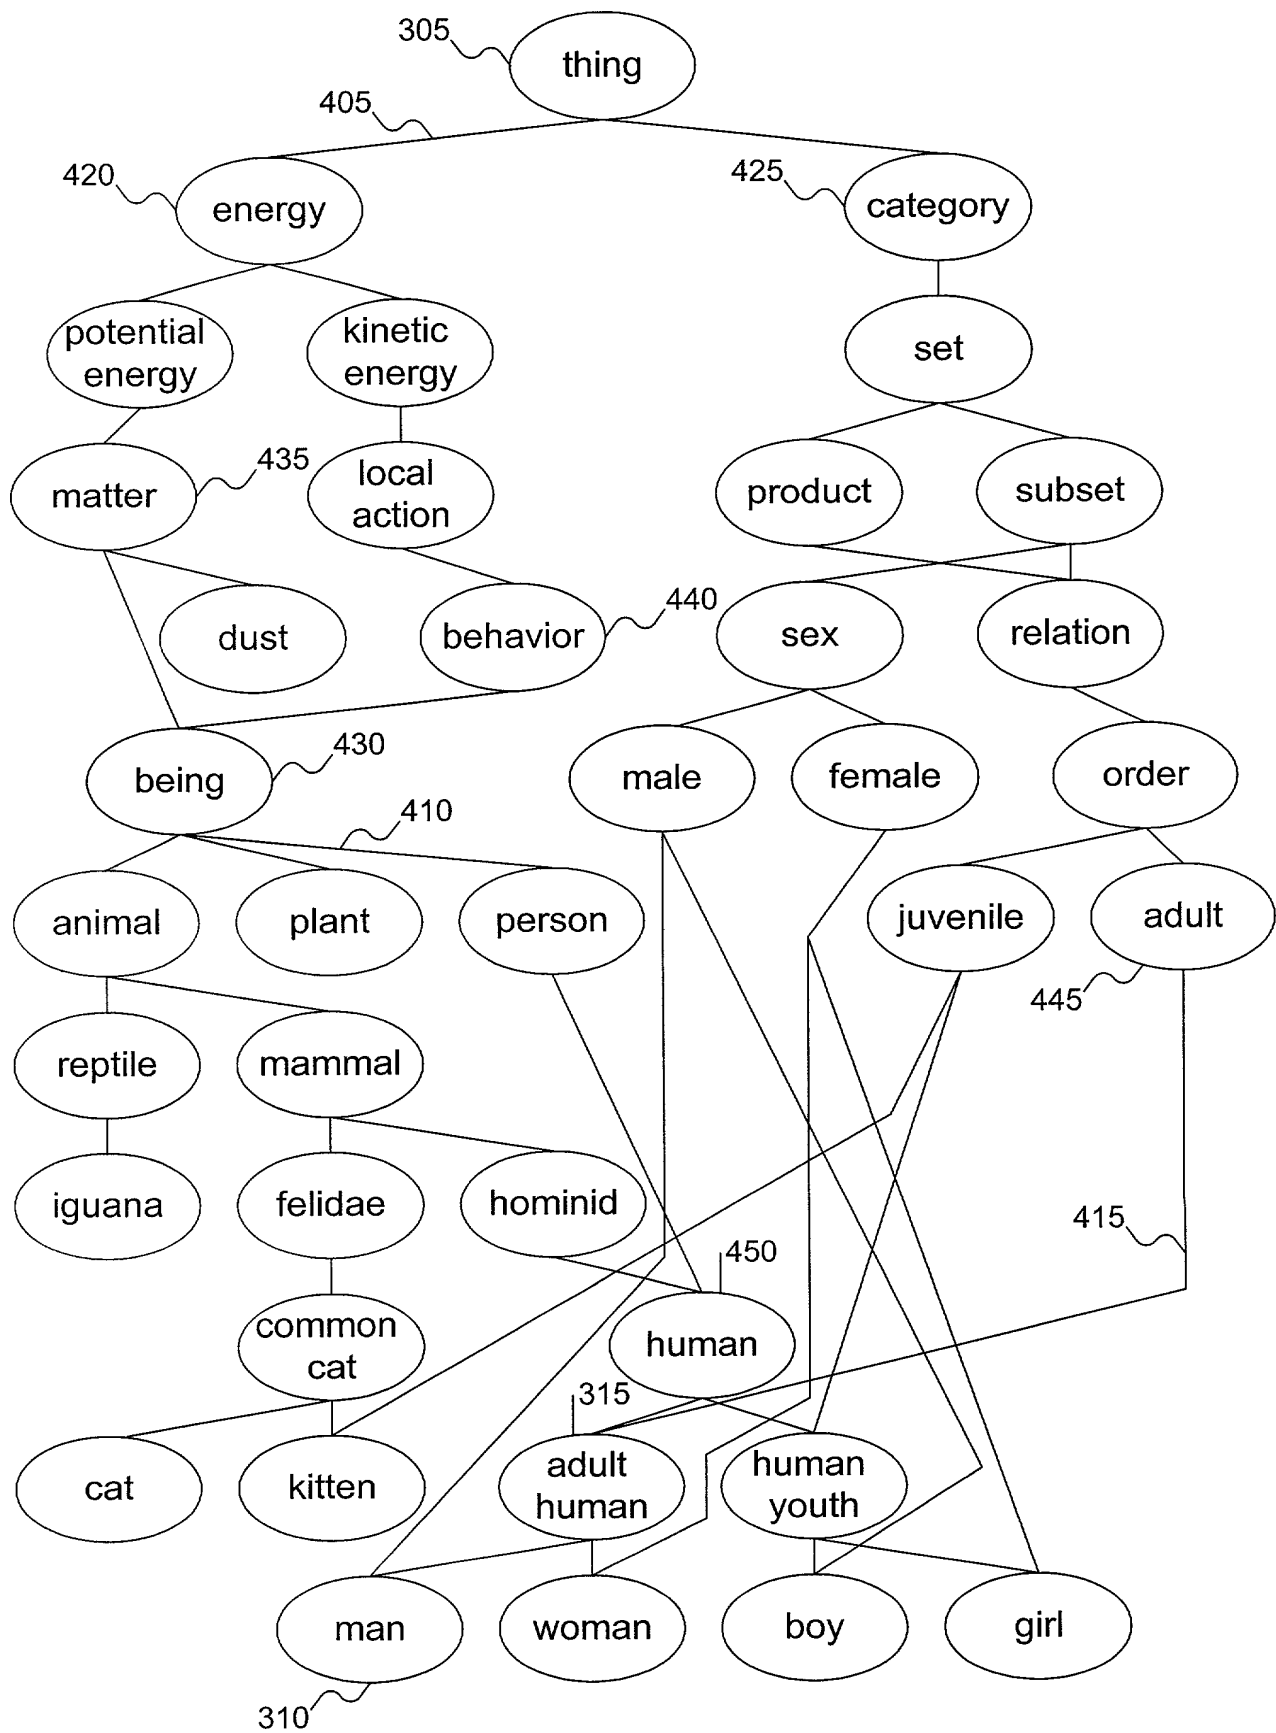 305
thing
405
420
energy
425
category
potential
energy
kinetic
energy
set
matter
435
local
action
product
subset
dust
behavior
440
sex
relation
being
430
male
female
order
410
animal
plant
person
juvenile
adult
445
reptile
mammal
iguana
felidae
hominid
415
450
common
cat
human
315
cat
kitten
adult
human
human
youth
man
woman
boy
girl
310